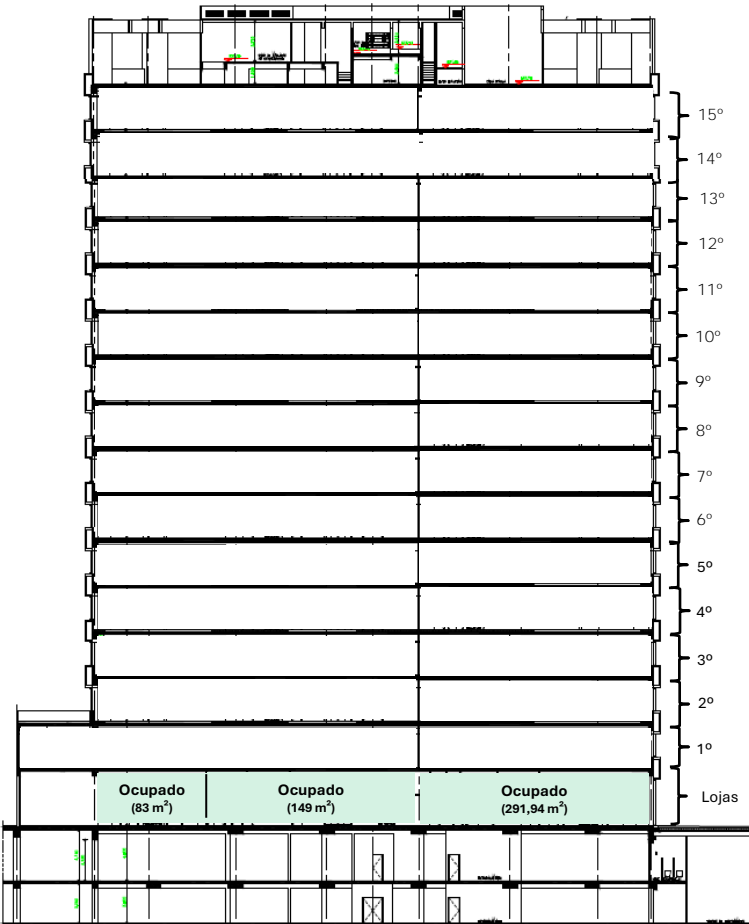 15º
14º
13º
12º
11º
10º
9º
8º
7º
6º
5º
4º
3º
2º
1º
Ocupado
(83 m²)
Ocupado
(149 m²)
Ocupado
(291,94 m²)
Lojas